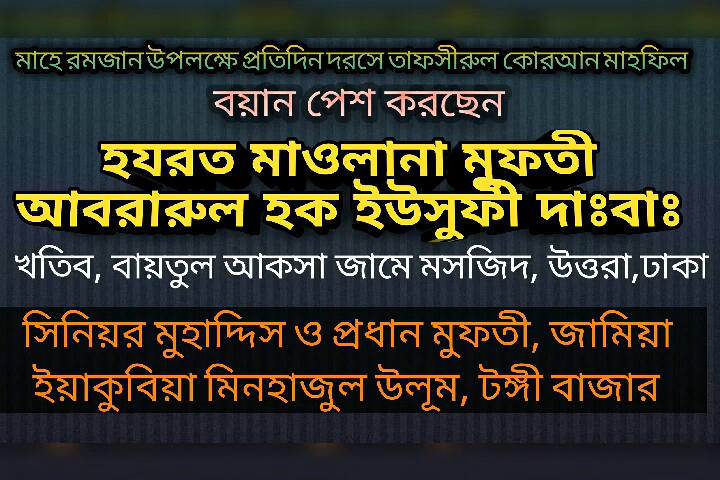 মাহে রমজান উপলক্ষে প্রতিদিন দরসে তাফসীরুল কোরআন মাহফিল
বয়ান পেশ করছেন
হযরত মাওলানা মুফতী
আবরারুল হক ইউসুফী দাঃবাঃ
খতিব, বায়তুল আকসা জামে মসজিদ, উত্তরা,ঢাকা
সিনিয়র মুহাদ্দিস ও প্রধান মুফতী, জামিয়া
ইয়াকুবিয়া মিনহাজুল উলূম, টঙ্গী বাজার